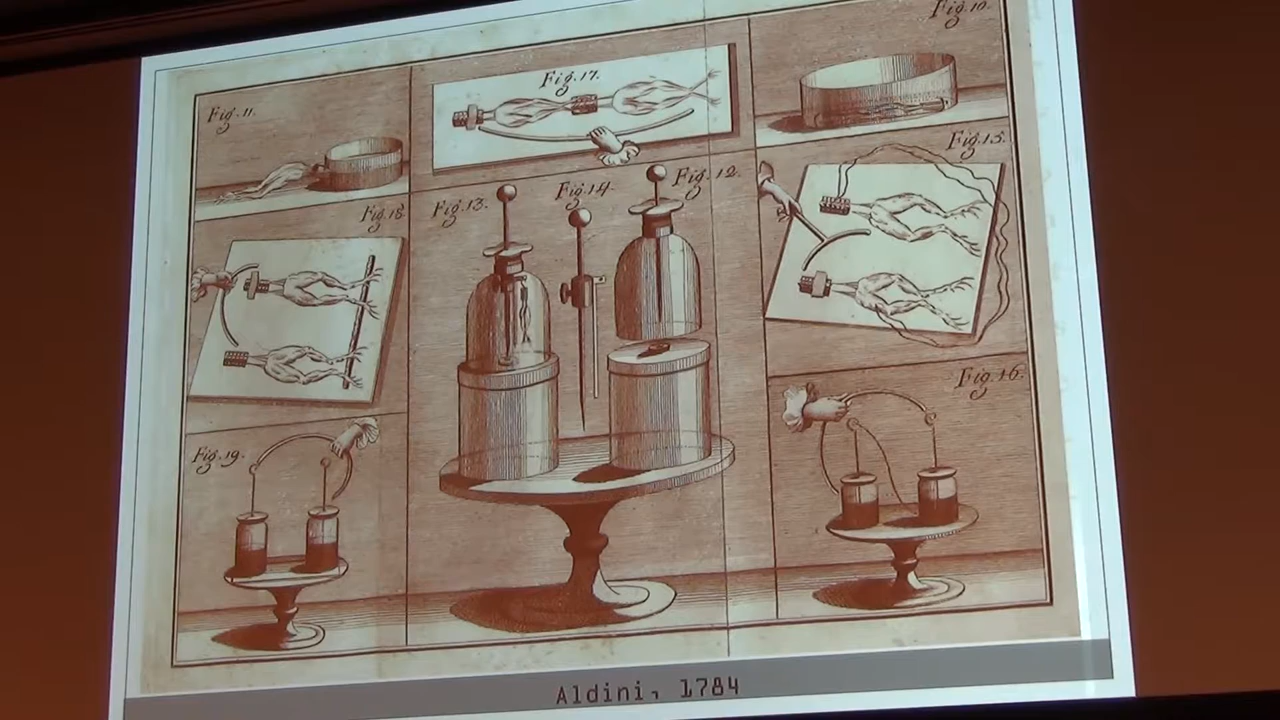 Fig. 11.
Fig. 17.
Fig. 10.
Fig. 18.
Fig. 13.
Fig. 14.
Fig. 12.
Fig. 15.
Fig. 19.
Fig. 16.
Aldini, 1784